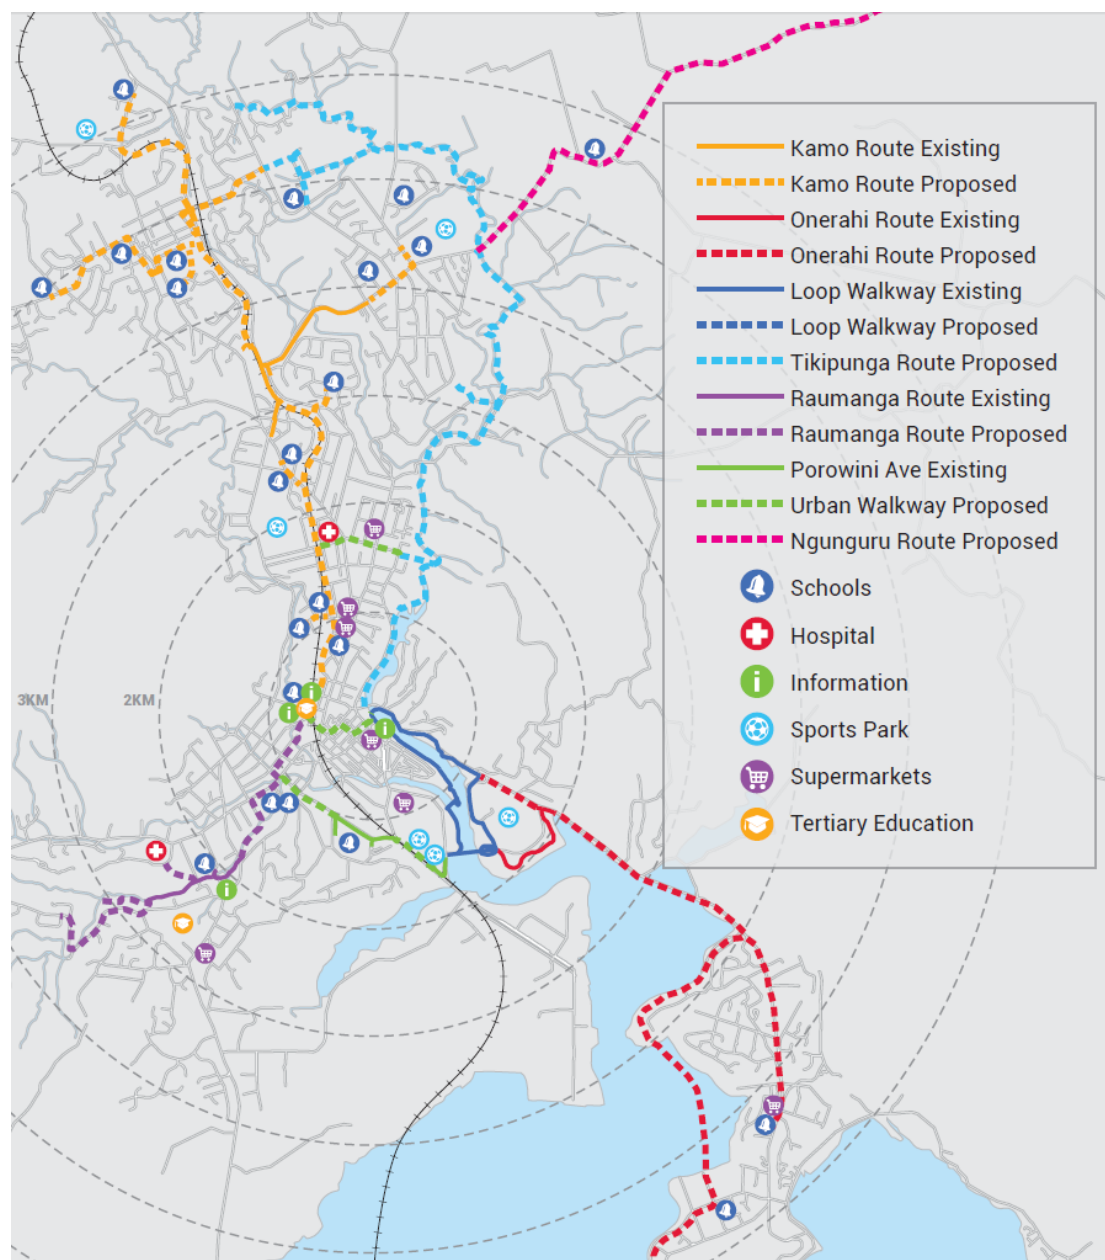 Kamo Route Existing
Kamo Route Proposed
Onerahi Route Existing
Onerahi Route Proposed
Loop Walkway Existing
Loop Walkway Proposed
Tikipunga Route Proposed
Raumanga Route Existing
Raumanga Route Proposed
Porowini Ave Existing
Urban Walkway Proposed
Ngunguru Route Proposed
Schools
Hospital
Information
Sports Park
Supermarkets
Tertiary Education
3KM 2KM